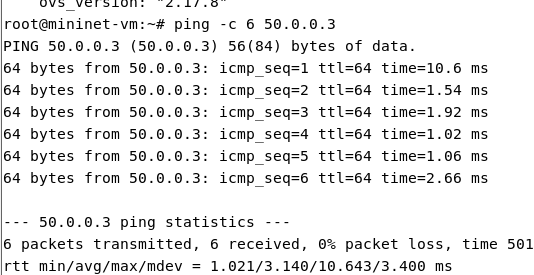 ovs_version: "2.17.8"
root@mininet-vm:~# ping -c 6 50.0.0.3
PING 50.0.0.3 (50.0.0.3) 56(84) bytes of data.
64 bytes from 50.0.0.3: icmp_seq=1 ttl=64 time=10.6 ms
64 bytes from 50.0.0.3: icmp_seq=2 ttl=64 time=1.54 ms
64 bytes from 50.0.0.3: icmp_seq=3 ttl=64 time=1.92 ms
64 bytes from 50.0.0.3: icmp_seq=4 ttl=64 time=1.02 ms
64 bytes from 50.0.0.3: icmp_seq=5 ttl=64 time=1.06 ms
64 bytes from 50.0.0.3: icmp_seq=6 ttl=64 time=2.66 ms
--- 50.0.0.3 ping statistics ---
6 packets transmitted, 6 received, 0% packet loss, time 501
rtt min/avg/max/mdev = 1.021/3.140/10.643/3.400 ms